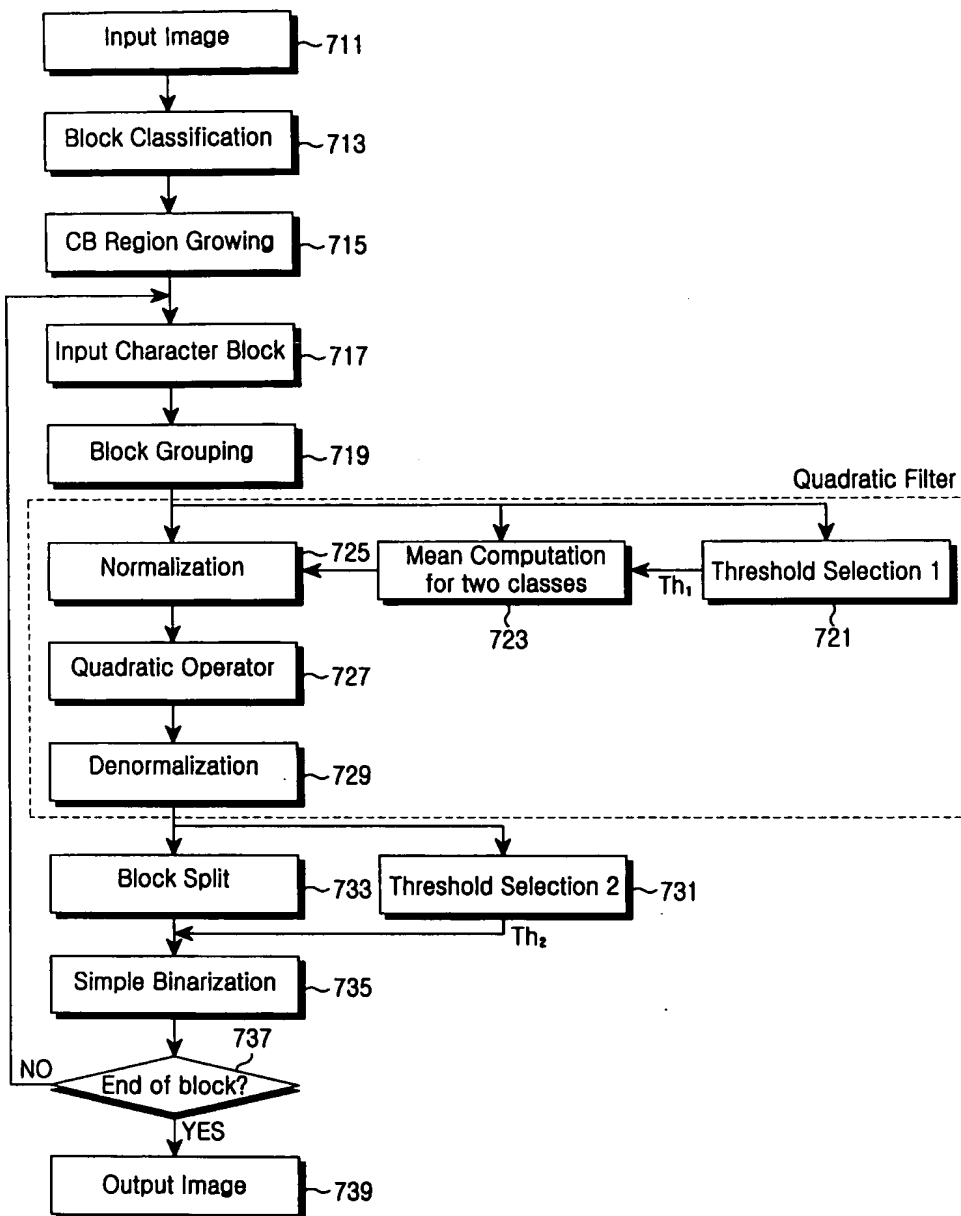 Input Image
711
Block Classification
713
CB Region Growing
715
Input Character Block
717
Block Grouping
719
Quadratic Filter
Normalization
725
Mean Computation
for two classes
723
Th₁
Threshold Selection 1
721
Quadratic Operator
727
Denormalization
729
Block Split
733
Threshold Selection 2
731
Th₂
Simple Binarization
735
737
NO
End of block?
YES
Output Image
739